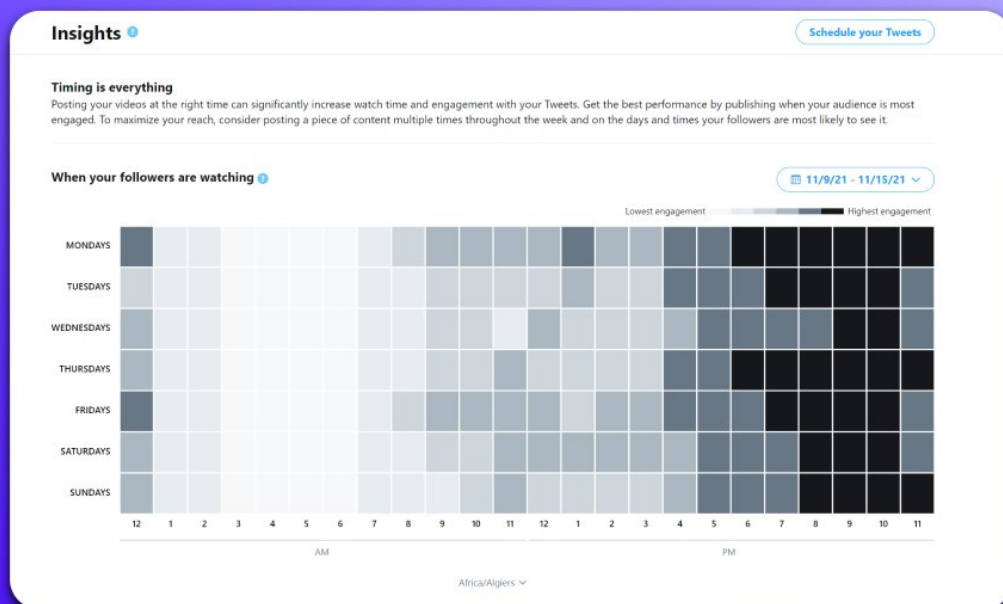 Insights ?
Schedule your Tweets
Timing is everything
Posting your videos at the right time can significantly increase watch time and engagement with your Tweets. Get the best performance by publishing when your audience is most
engaged. To maximize your reach, consider posting a piece of content multiple times throughout the week and on the days and times your followers are most likely to see it.
When your followers are watching ?
11/9/21 - 11/15/21
Lowest engagement Highest engagement
MONDAYS
TUESDAYS
WEDNESDAYS
THURSDAYS
FRIDAYS
SATURDAYS
SUNDAYS
12 1 2 3 4 5 6 7 8 9 10 11 12 1 2 3 4 5 6 7 8 9 10 11
AM PM
Africa/Algiers